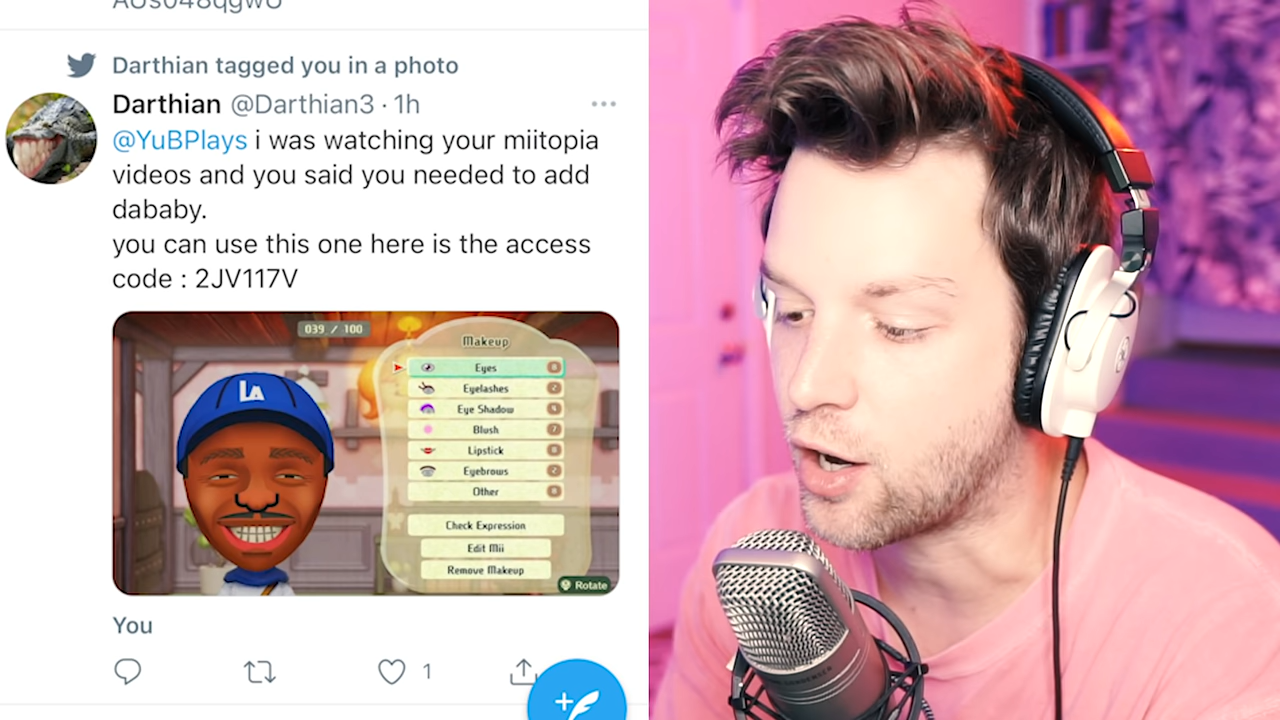 Darthian tagged you in a photo
Darthian @Darthian3 · 1h
@YuBPlays i was watching your miitopia
videos and you said you needed to add
dababy.
you can use this one here is the access
code : 2JV117V
039 / 100
Makeup
Eyes
Eyelashes
Eye Shadow
Blush
Lipstick
Eyebrows
Other
Check Expression
Edit Mii
Remove Makeup
Rotate
LA
You
1